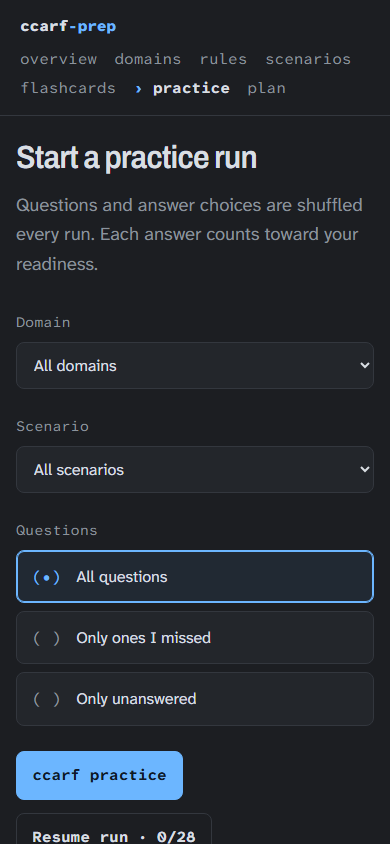 ccarf-prep
overview domains rules scenarios
flashcards › practice plan
Start a practice run
Questions and answer choices are shuffled
every run. Each answer counts toward your
readiness.
Domain
All domains
Scenario
All scenarios
Questions
(•) All questions
( ) Only ones I missed
( ) Only unanswered
ccarf practice
Resume run · 0/28